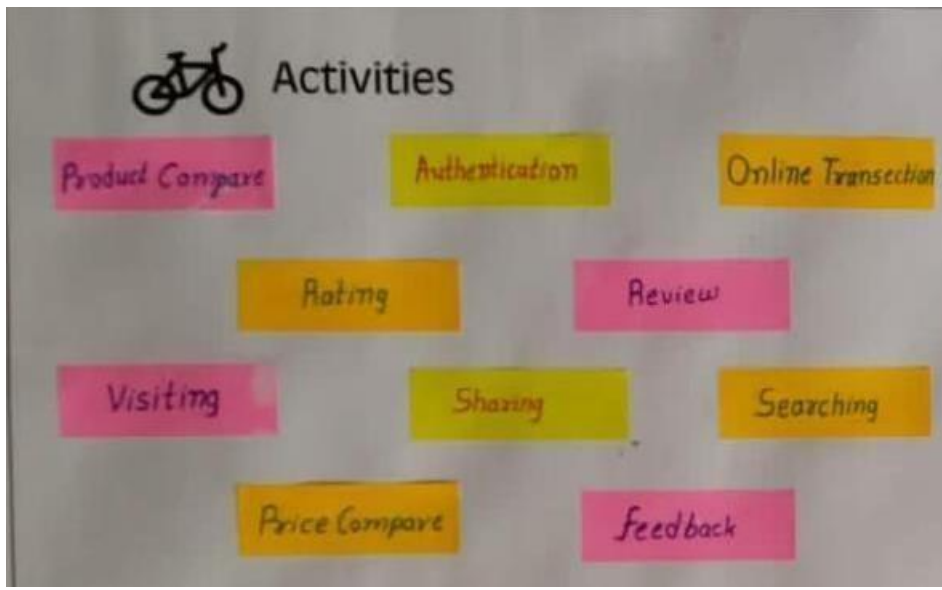 Activities
Product Compare
Authentication
Online Transection
Rating
Review
Visiting
Sharing
Searching
Price Compare
feedback